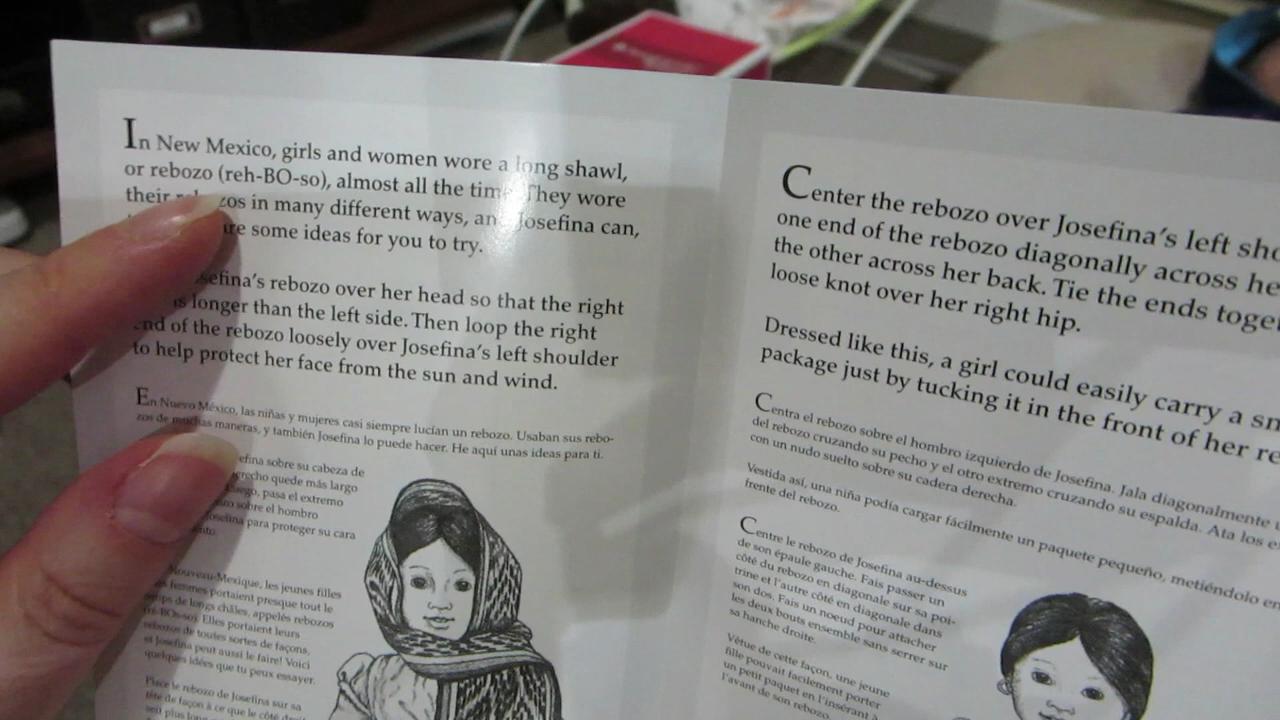 In New Mexico, girls and women wore a long shawl,
or rebozo (reh-BO-so), almost all the time. They wore
their in many different ways, and Josefina can,
some ideas for you to try.
rebozo over her head so that the right
is longer than the left side. Then loop the right
end of the rebozo loosely over Josefina's left shoulder
to help protect her face from the sun and wind.
En Nuevo México, las niñas y mujeres casi siempre lucían un rebozo. Usaban sus rebo-
zos de muchas maneras, y también Josefina lo puede hacer. He aquí unas ideas para ti.
sobre su cabeza de
quede más largo
pasa el extremo
sobre el hombro
para proteger su cara
les jeunes filles
femmes portaient presque tout le
de longs châles, appelés rebozos
Elles portaient leurs
rebozos de toutes sortes de façons,
et Josefina peut aussi le faire! Voici
quelques idées que tu peux essayer.
Place le rebozo de Josefina sur sa
tête de façon à ce que le côté
Center the rebozo over Josefina's left
one end of the rebozo diagonally across
the other across her back. Tie the ends
loose knot over her right hip.
Dressed like this, a girl could easily carry a
package just by tucking it in the front of her
Centra el rebozo sobre el hombro izquierdo de Josefina. Jala diagonalmente
del rebozo cruzando su pecho y el otro extremo cruzando su espalda. Ata los
con un nudo suelto sobre su cadera derecha.
Vestida así, una niña podía cargar fácilmente un paquete pequeño, metiéndolo
frente del rebozo.
Centre le rebozo de Josefina au-dessus
de son épaule gauche. Fais passer un
côté du rebozo en diagonale sur sa poi-
trine et l'autre côté en diagonale dans
son dos. Fais un noeud pour attacher
les deux bouts ensemble sans serrer sur
sa hanche droite.
Vêtue de cette façon, une jeune
fille pouvait facilement porter
un petit paquet en l'insérant à
l'avant de son rebozo.